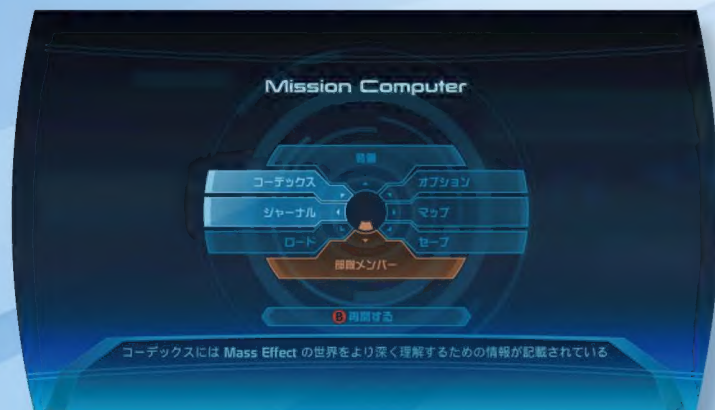 Mission Computer
装備
コーデックス
オプション
ジャーナル
マップ
ロード
セーブ
部隊メンバー
B 再開する
コーデックスには Mass Effect の世界をより深く理解するための情報が記載されている